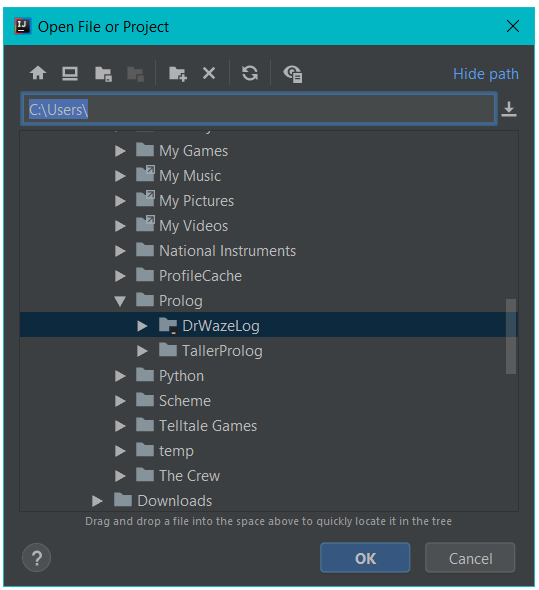 IJ
Open File or Project
Hide path
C:\Users\
My Games
My Music
My Pictures
My Videos
National Instruments
ProfileCache
Prolog
DrWazeLog
TallerProlog
Python
Scheme
Telltale Games
temp
The Crew
Downloads
Drag and drop a file into the space above to quickly locate it in the tree
?
OK
Cancel